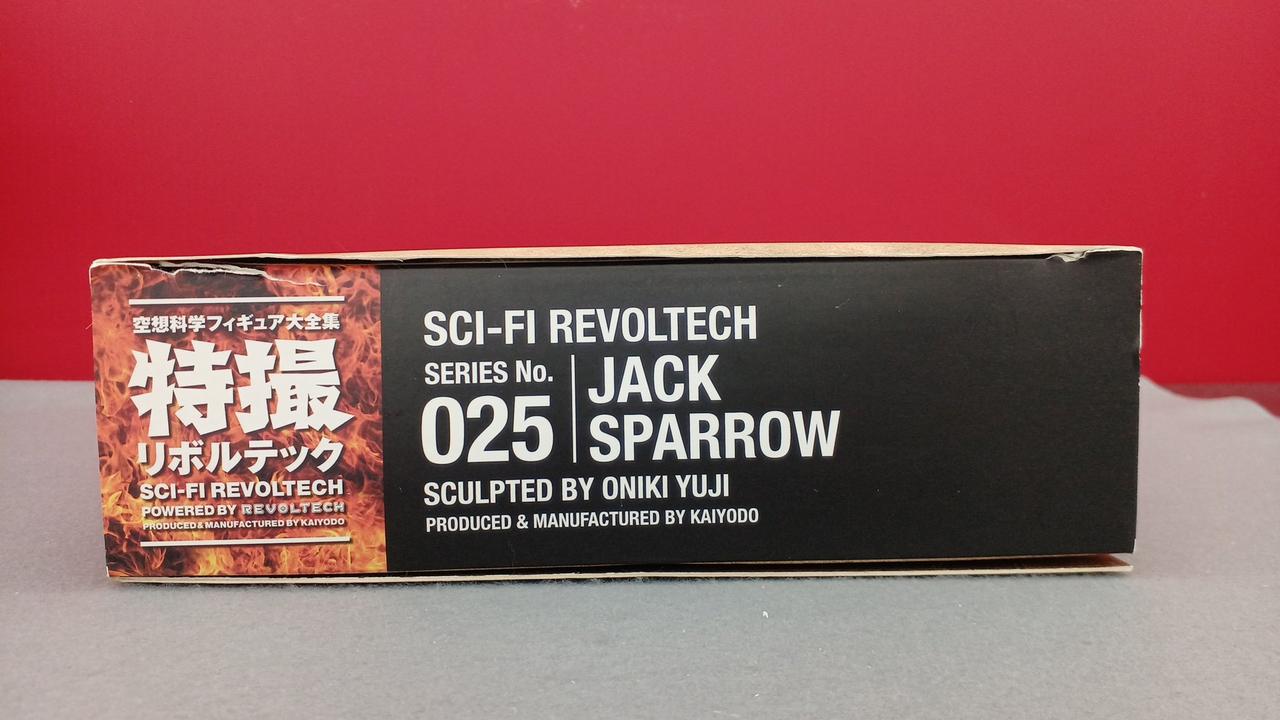 空想科学フィギュア大全集
特撮
リボルテック
SCI-FI REVOLTECH
POWERED BY REVOLTECH
PRODUCED & MANUFACTURED BY KAIYODO
SCI-FI REVOLTECH
SERIES No.
025
JACK
SPARROW
SCULPTED BY ONIKI YUJI
PRODUCED & MANUFACTURED BY KAIYODO